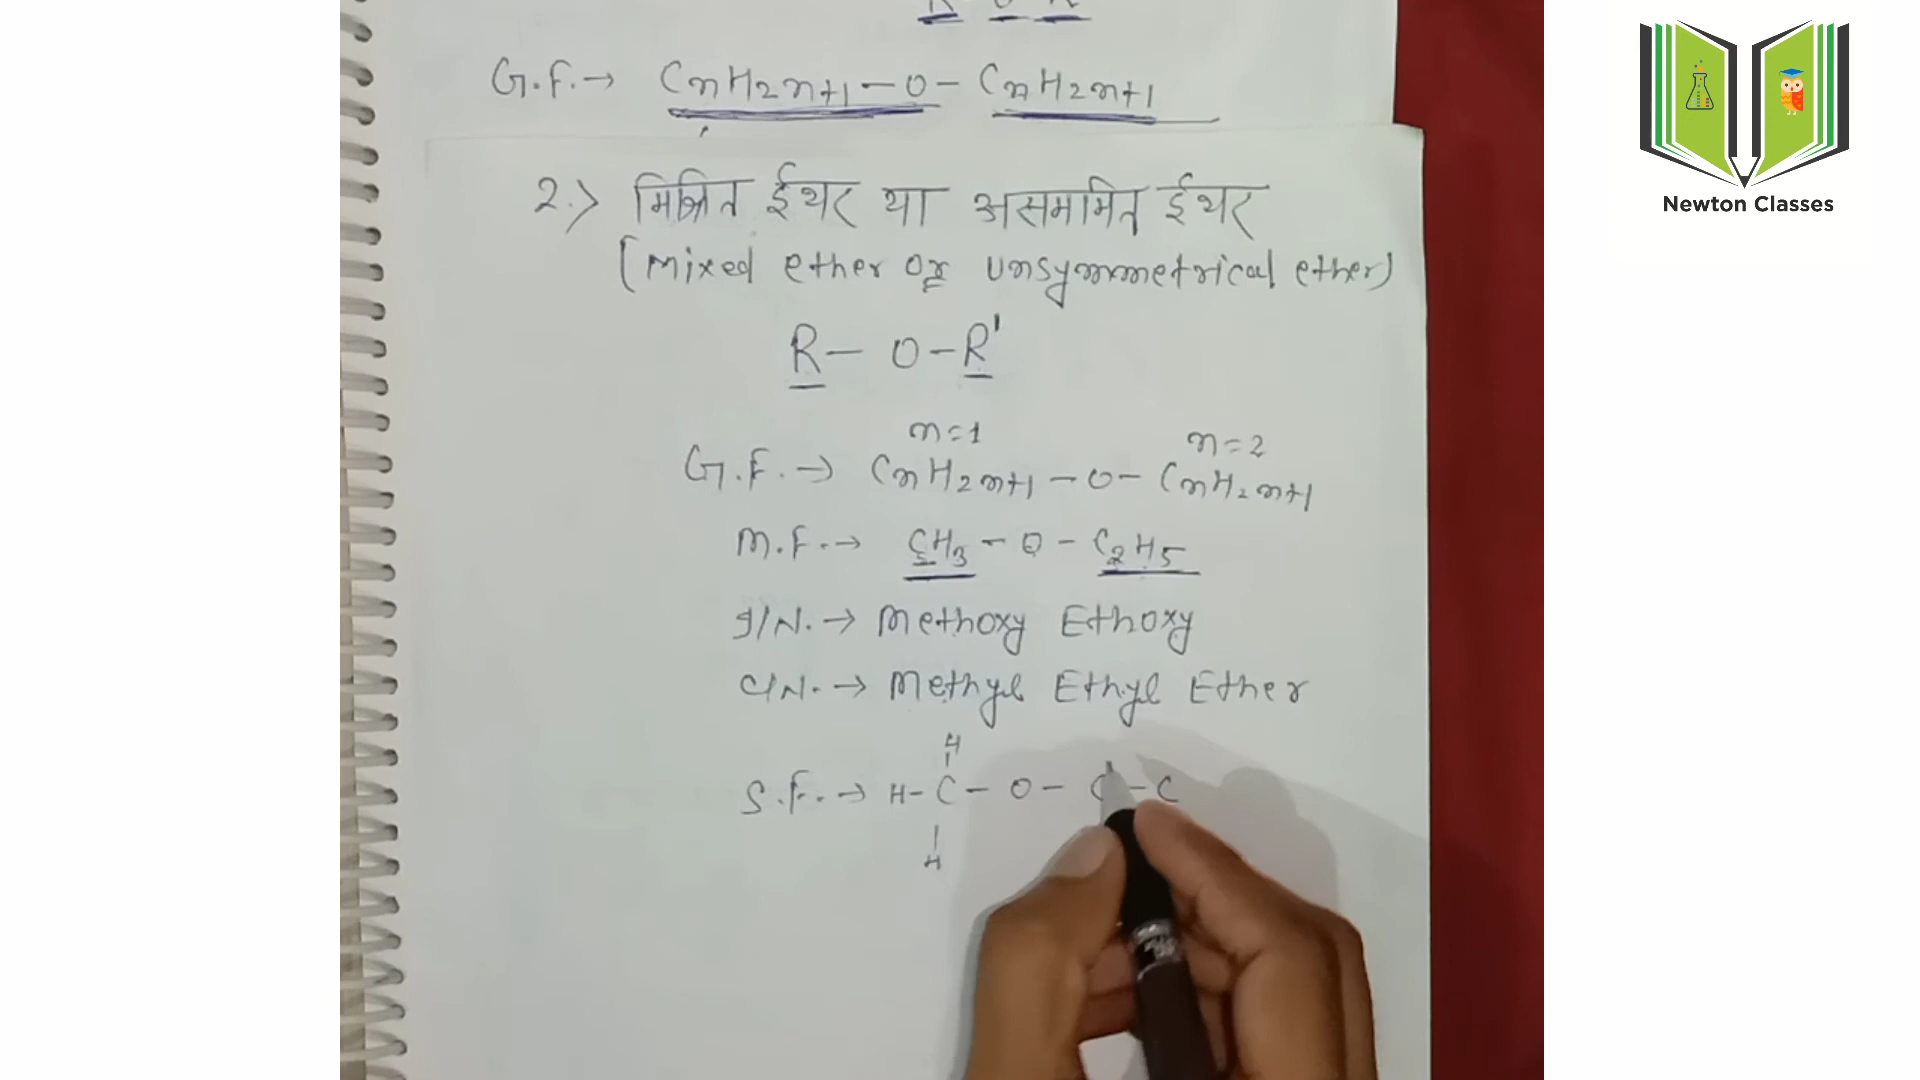 G.F. → CnH2n+1 - O - CnH2n+1
Newton Classes
2.> मिश्रित ईथर या असममित ईथर
(Mixed ether or unsymmetrical ether)
R - O - R'
n=1 n=2
G.F. → CnH2n+1 - O - CnH2n+1
M.F. → CH3 - O - C2H5
I/N. → Methoxy Ethoxy
C/N. → Methyl Ethyl Ether
H
S.F. → H - C - O - C - C
H